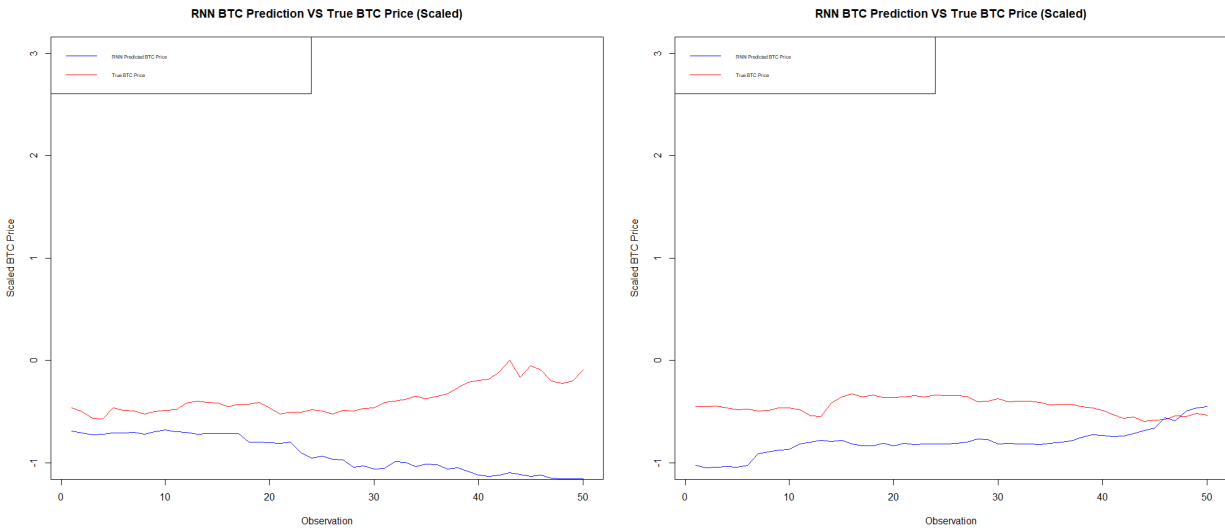 RNN BTC Prediction VS True BTC Price (Scaled)
RNN Predicted BTC Price
True BTC Price
Scaled BTC Price
3
2
1
0
-1
0 10 20 30 40 50
Observation
RNN BTC Prediction VS True BTC Price (Scaled)
RNN Predicted BTC Price
True BTC Price
Scaled BTC Price
3
2
1
0
-1
0 10 20 30 40 50
Observation